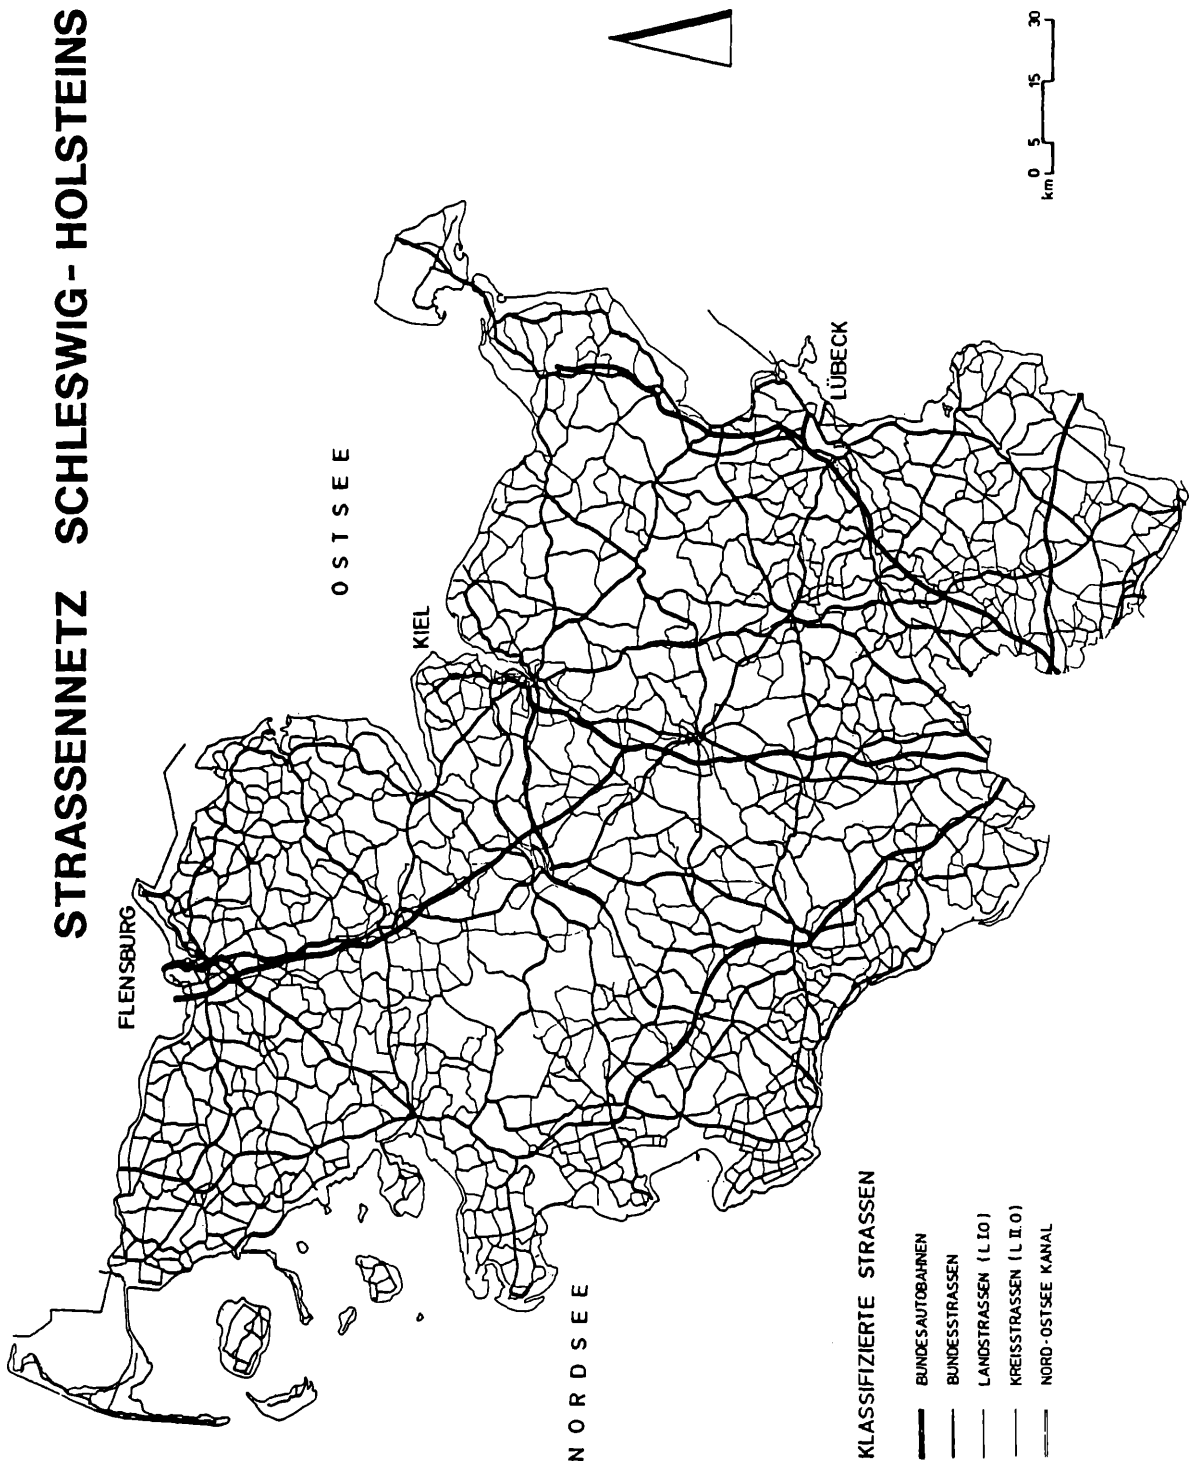 STRASSENNETZ SCHLESWIG-HOLSTEINS
FLENSBURG
OSTSEE
KIEL
LÜBECK
NORDSEE
km 0 5 15 30
KLASSIFIZIERTE STRASSEN
BUNDESAUTOBAHNEN
BUNDESSTRASSEN
LANDSTRASSEN (L I.O)
KREISSTRASSEN (L II.O)
NORD-OSTSEE KANAL